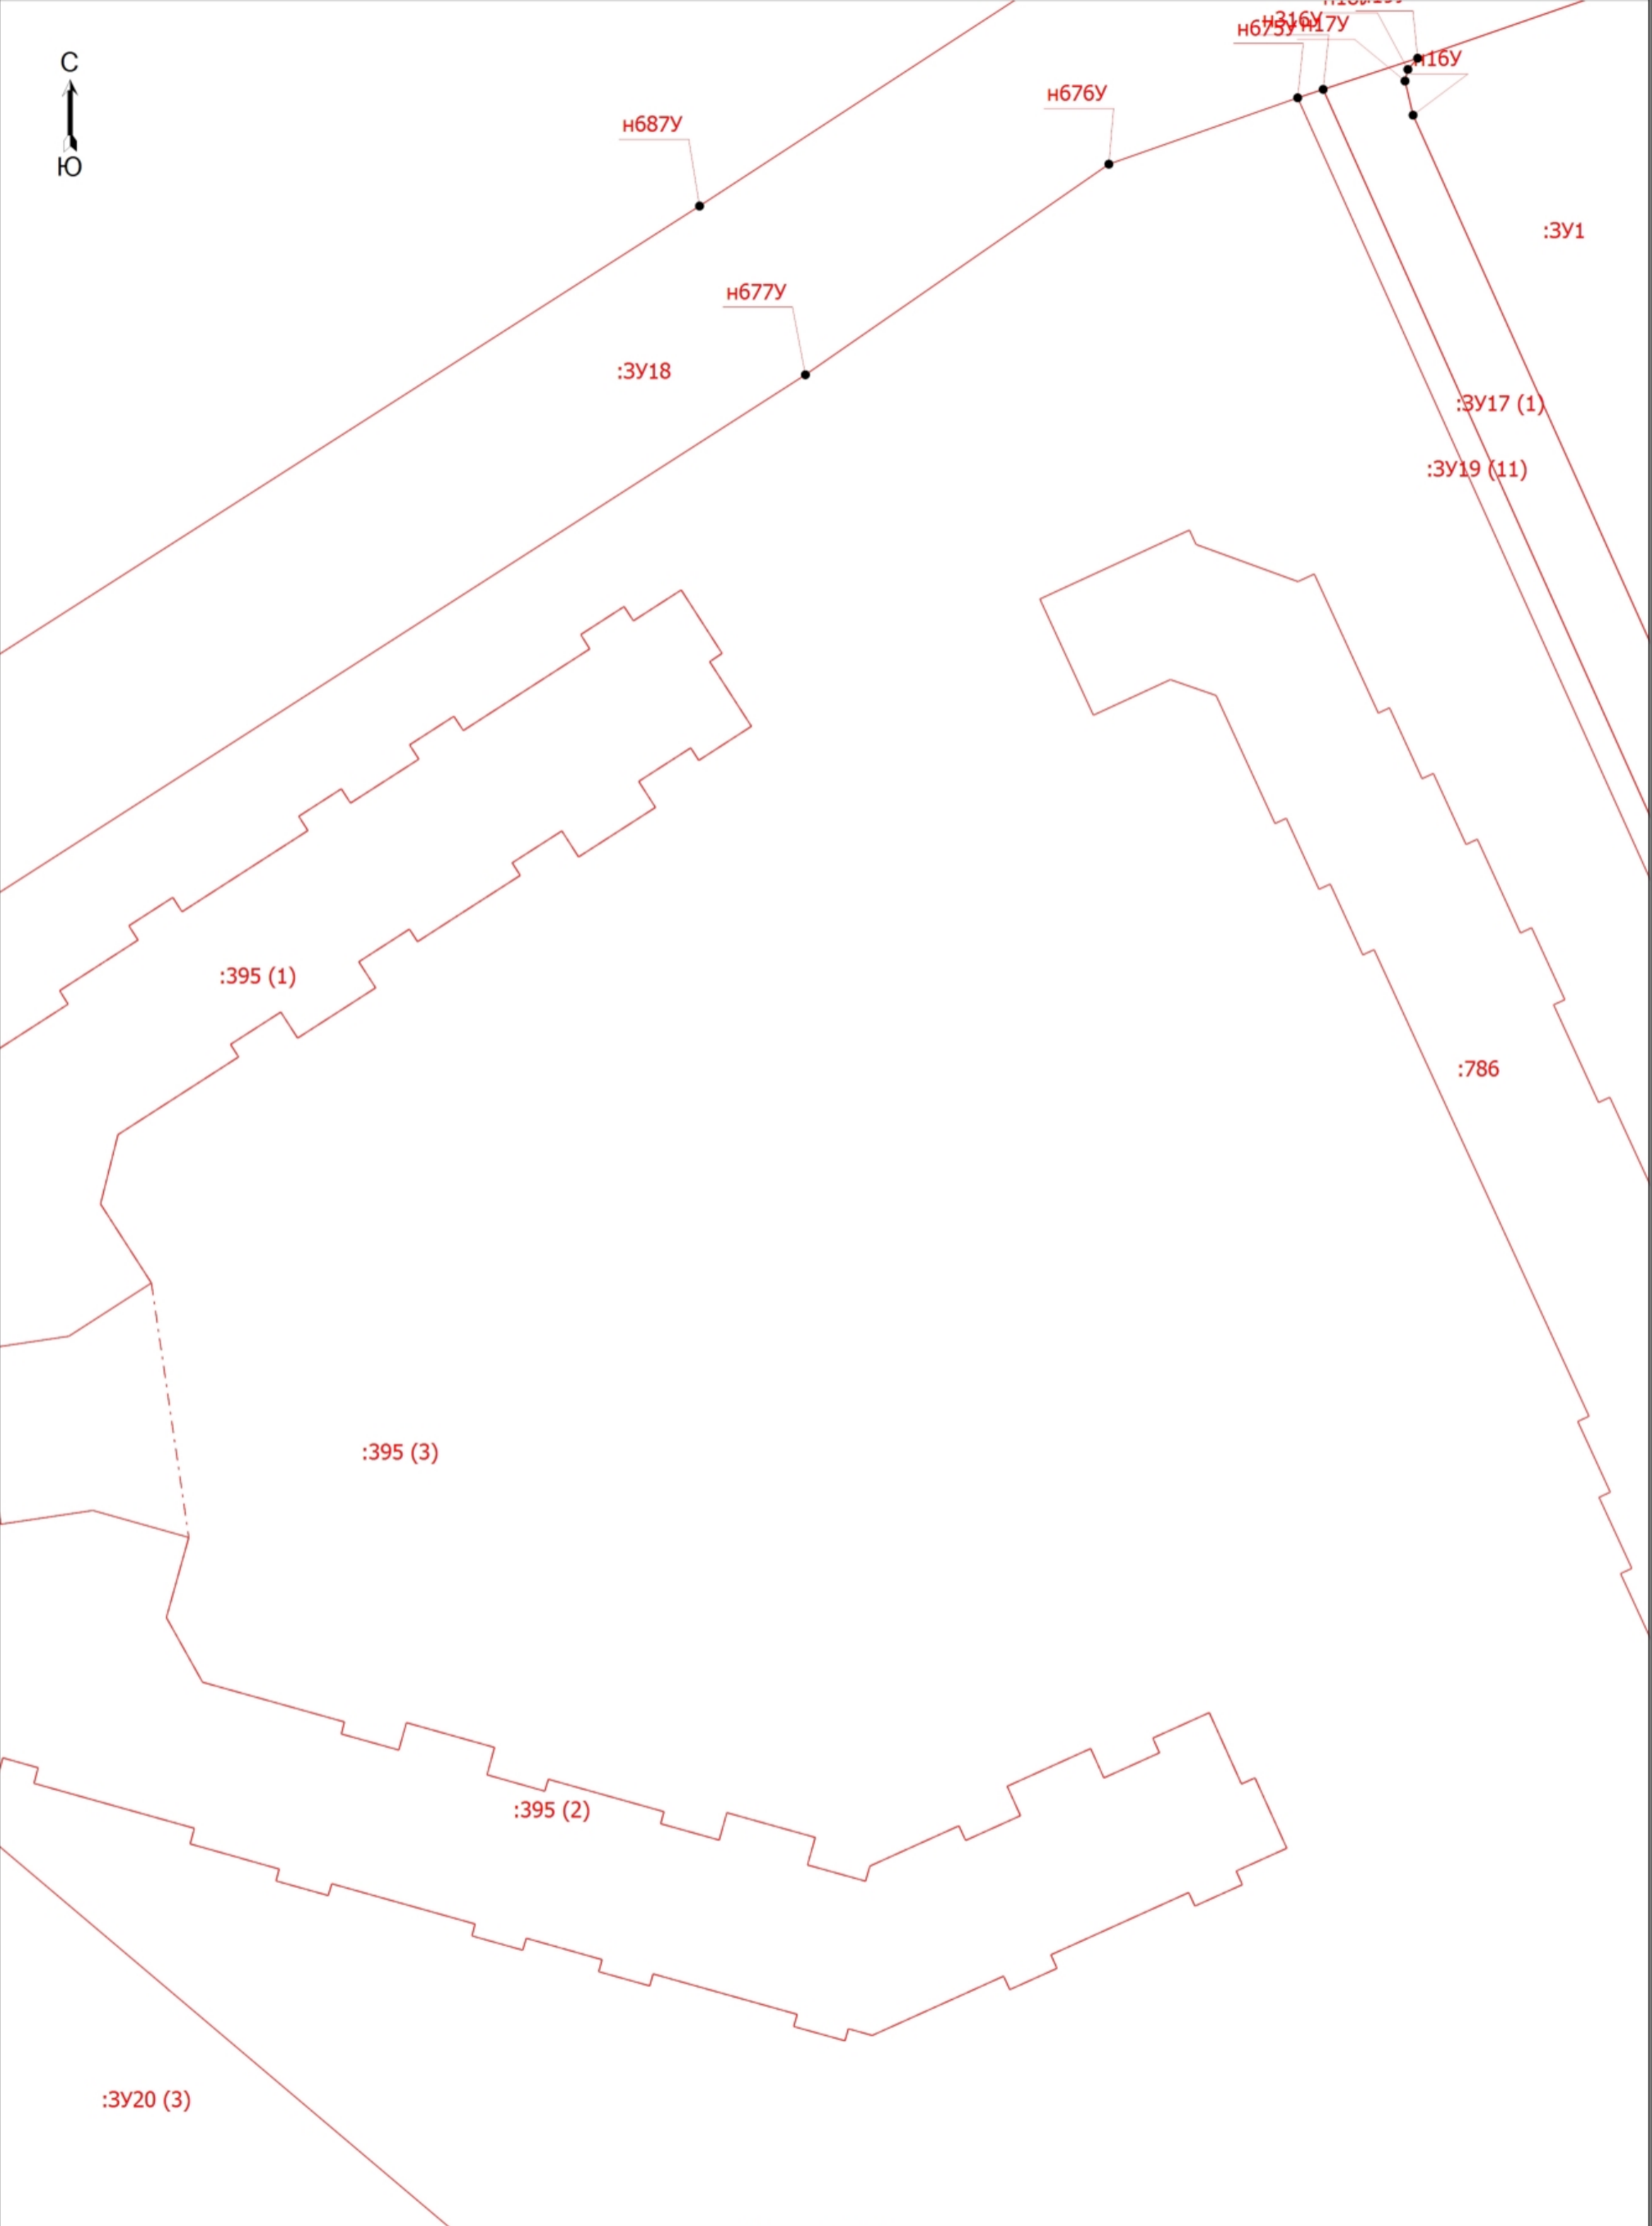 н316У
н675У
н17У
н16У
С
Ю
н676У
н687У
:ЗУ1
н677У
:ЗУ18
:ЗУ17 (1)
:ЗУ19 (11)
:395 (1)
:786
:395 (3)
:395 (2)
:ЗУ20 (3)